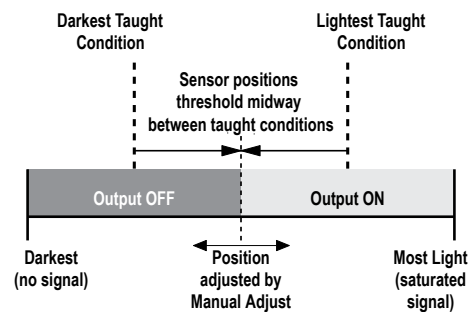 Darkest Taught
Condition
Lightest Taught
Condition
Sensor positions
threshold midway
between taught conditions
Output OFF
Output ON
Darkest
(no signal)
Position
adjusted by
Manual Adjust
Most Light
(saturated
signal)